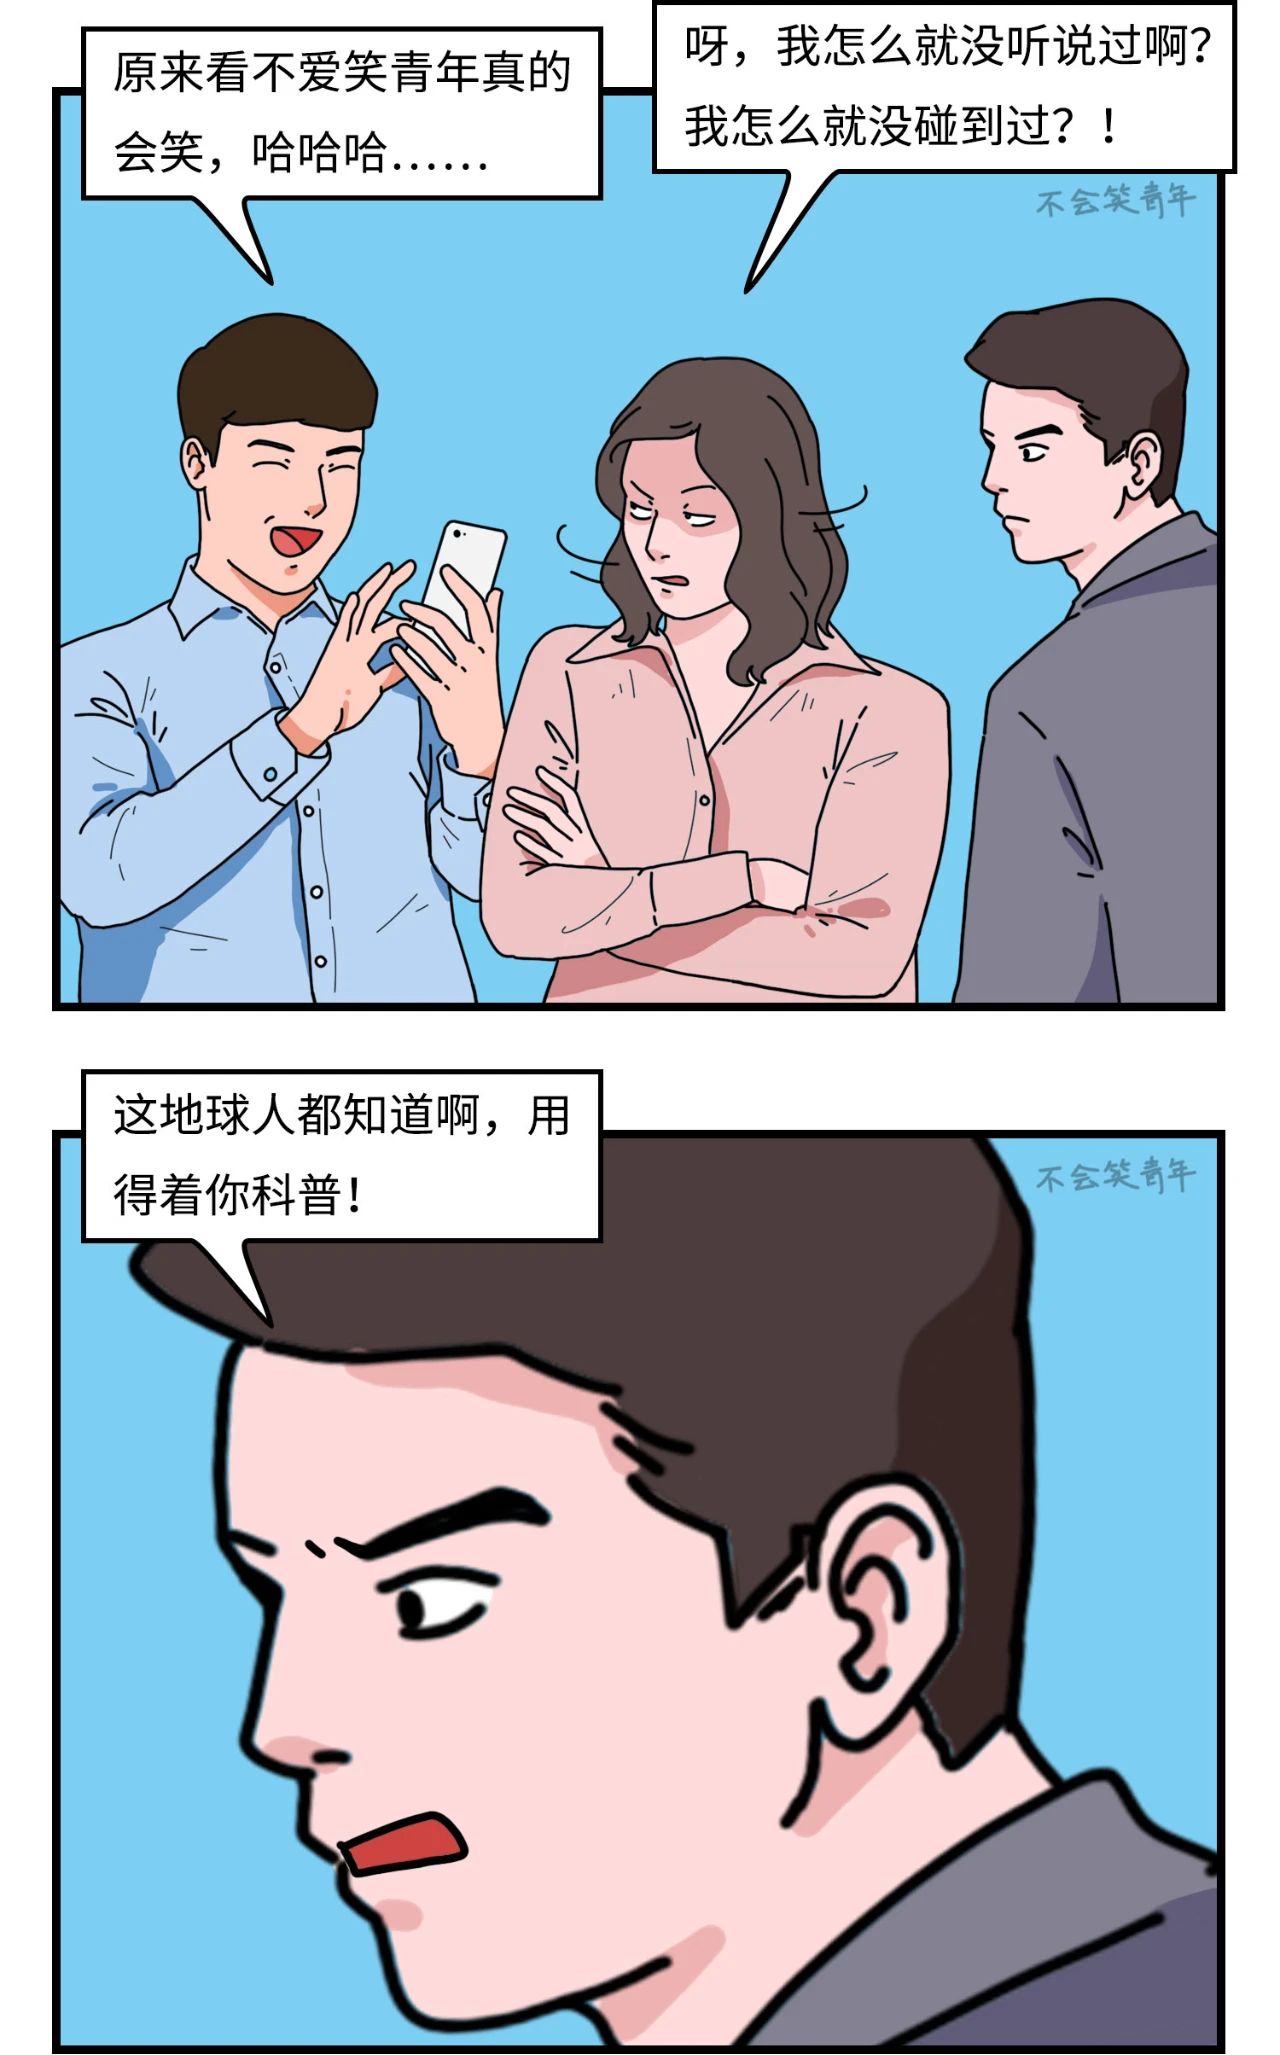 原来看不爱笑青年真的
会笑，哈哈哈……
呀，我怎么就没听说过啊？
我怎么就没碰到过？！
不会笑青年
这地球人都知道啊，用
得着你科普！
不会笑青年